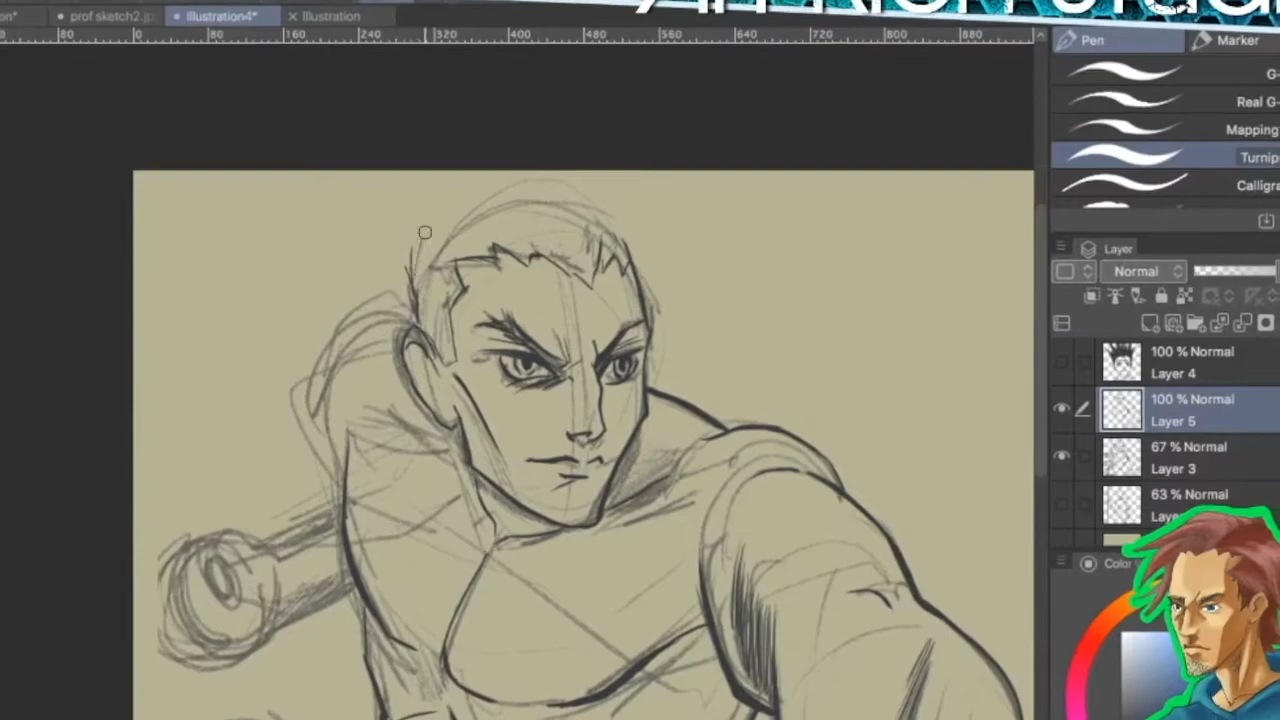 prof sketch2.jp
Illustration4*
Illustration
80
80
160
240
320
400
480
560
640
720
800
880
Pen
Marker
G-
Real G-
Mapping
Turnip
Calligra
Layer
Normal
100 % Normal
Layer 4
100 % Normal
Layer 5
67 % Normal
Layer 3
63 % Normal
Laye
Colo